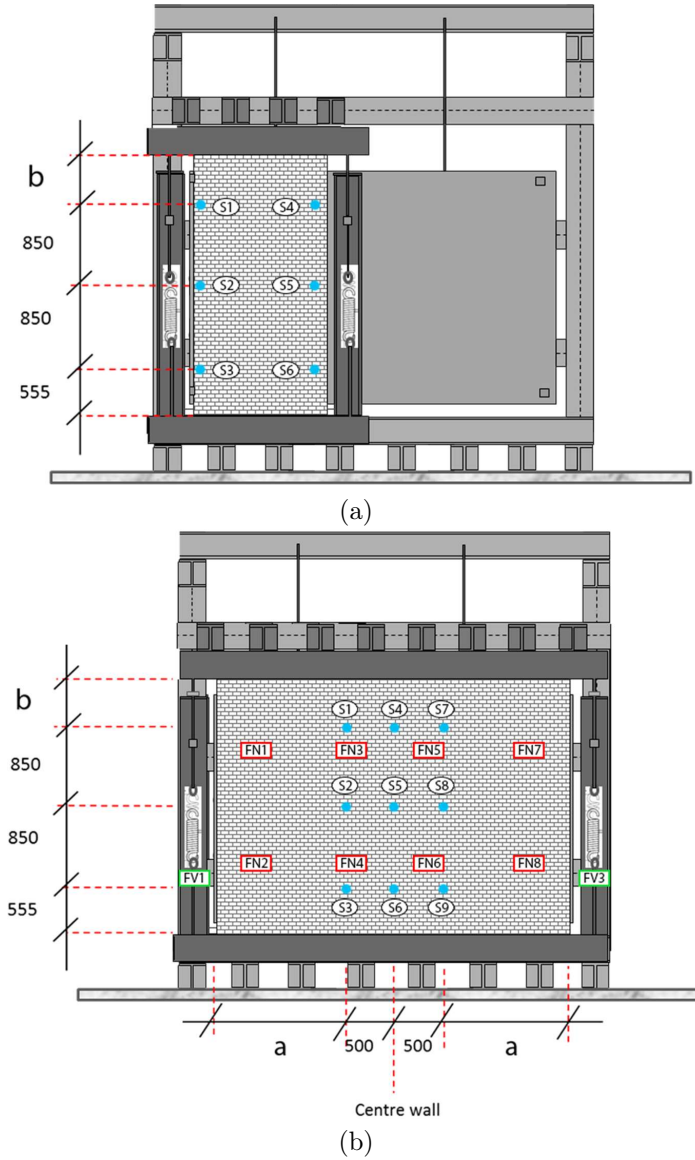 b
S1 S4
850
S2 S5
850
S3 S6
555
(a)
S1 S4 S7
b
FN1 FN3 FN5 FN7
850
S2 S5 S8
850
FN2 FN4 FN6 FN8
FV1 FV3
555
S3 S6 S9
a 500 500 a
Centre wall
(b)